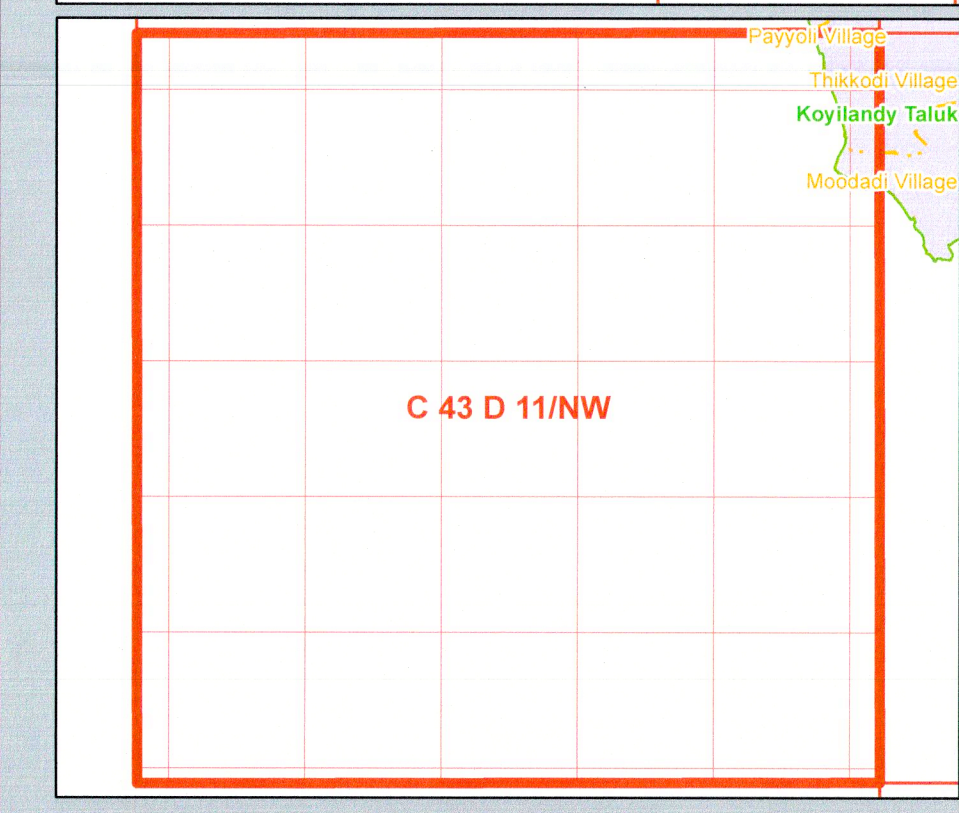 Payyoli Village
Thikkodi Village
Koyilandy Taluk
Moodadi Village
C 43 D 11/NW